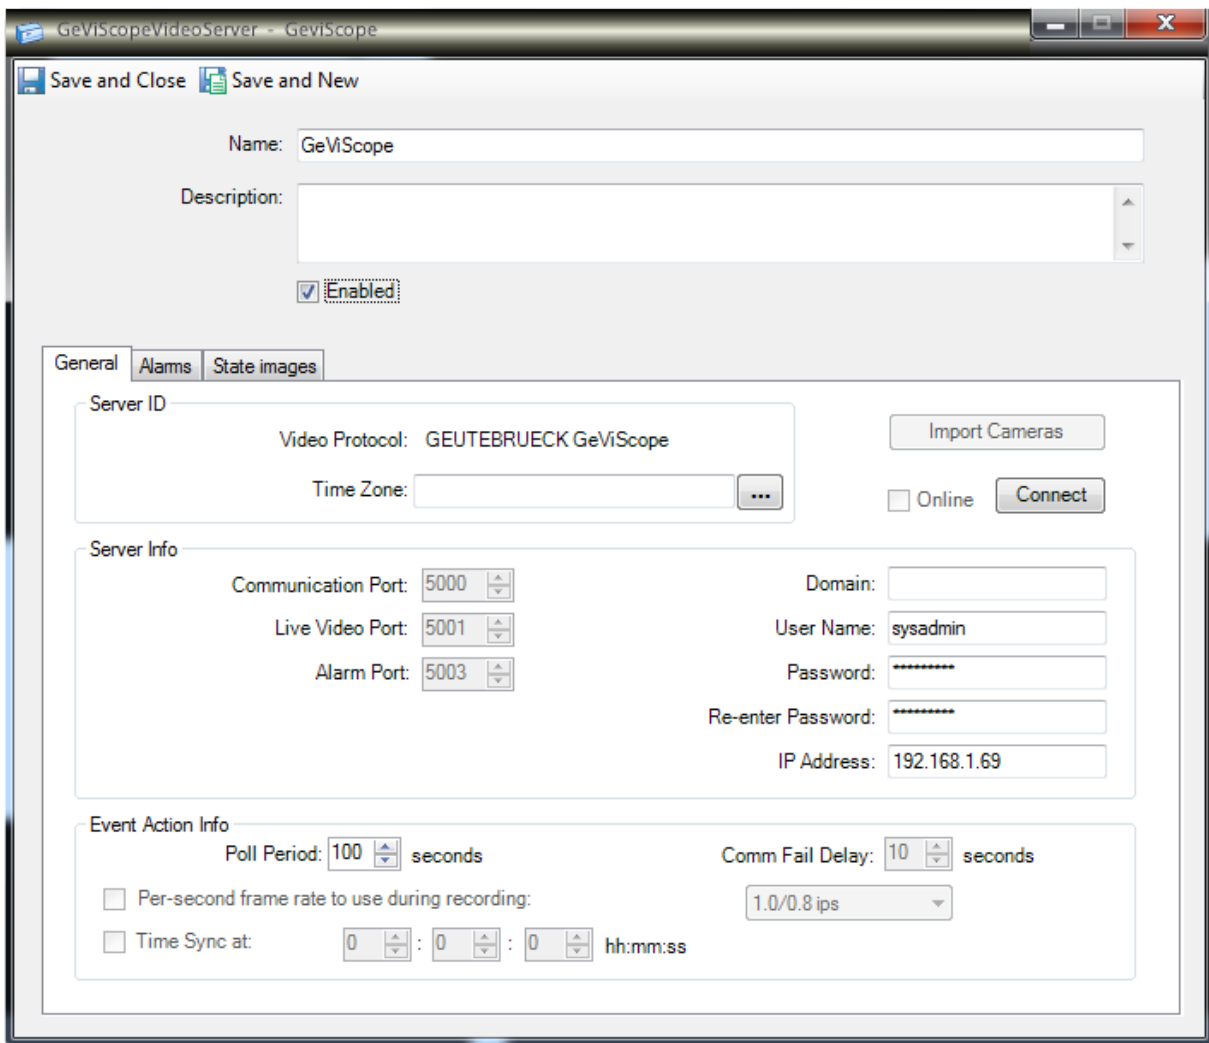 GeViScopeVideoServer - GeviScope
Save and Close Save and New
Name: GeViScope
Description:
Enabled
General Alarms State images
Server ID
Video Protocol: GEUTEBRUECK GeViScope
Import Cameras
Time Zone: ...
Online Connect
Server Info
Communication Port: 5000 Domain:
Live Video Port: 5001 User Name: sysadmin
Alarm Port: 5003 Password: *********
Re-enter Password: *********
IP Address: 192.168.1.69
Event Action Info
Poll Period: 100 seconds Comm Fail Delay: 10 seconds
Per-second frame rate to use during recording: 1.0/0.8 ips
Time Sync at: 0 : 0 : 0 hh:mm:ss